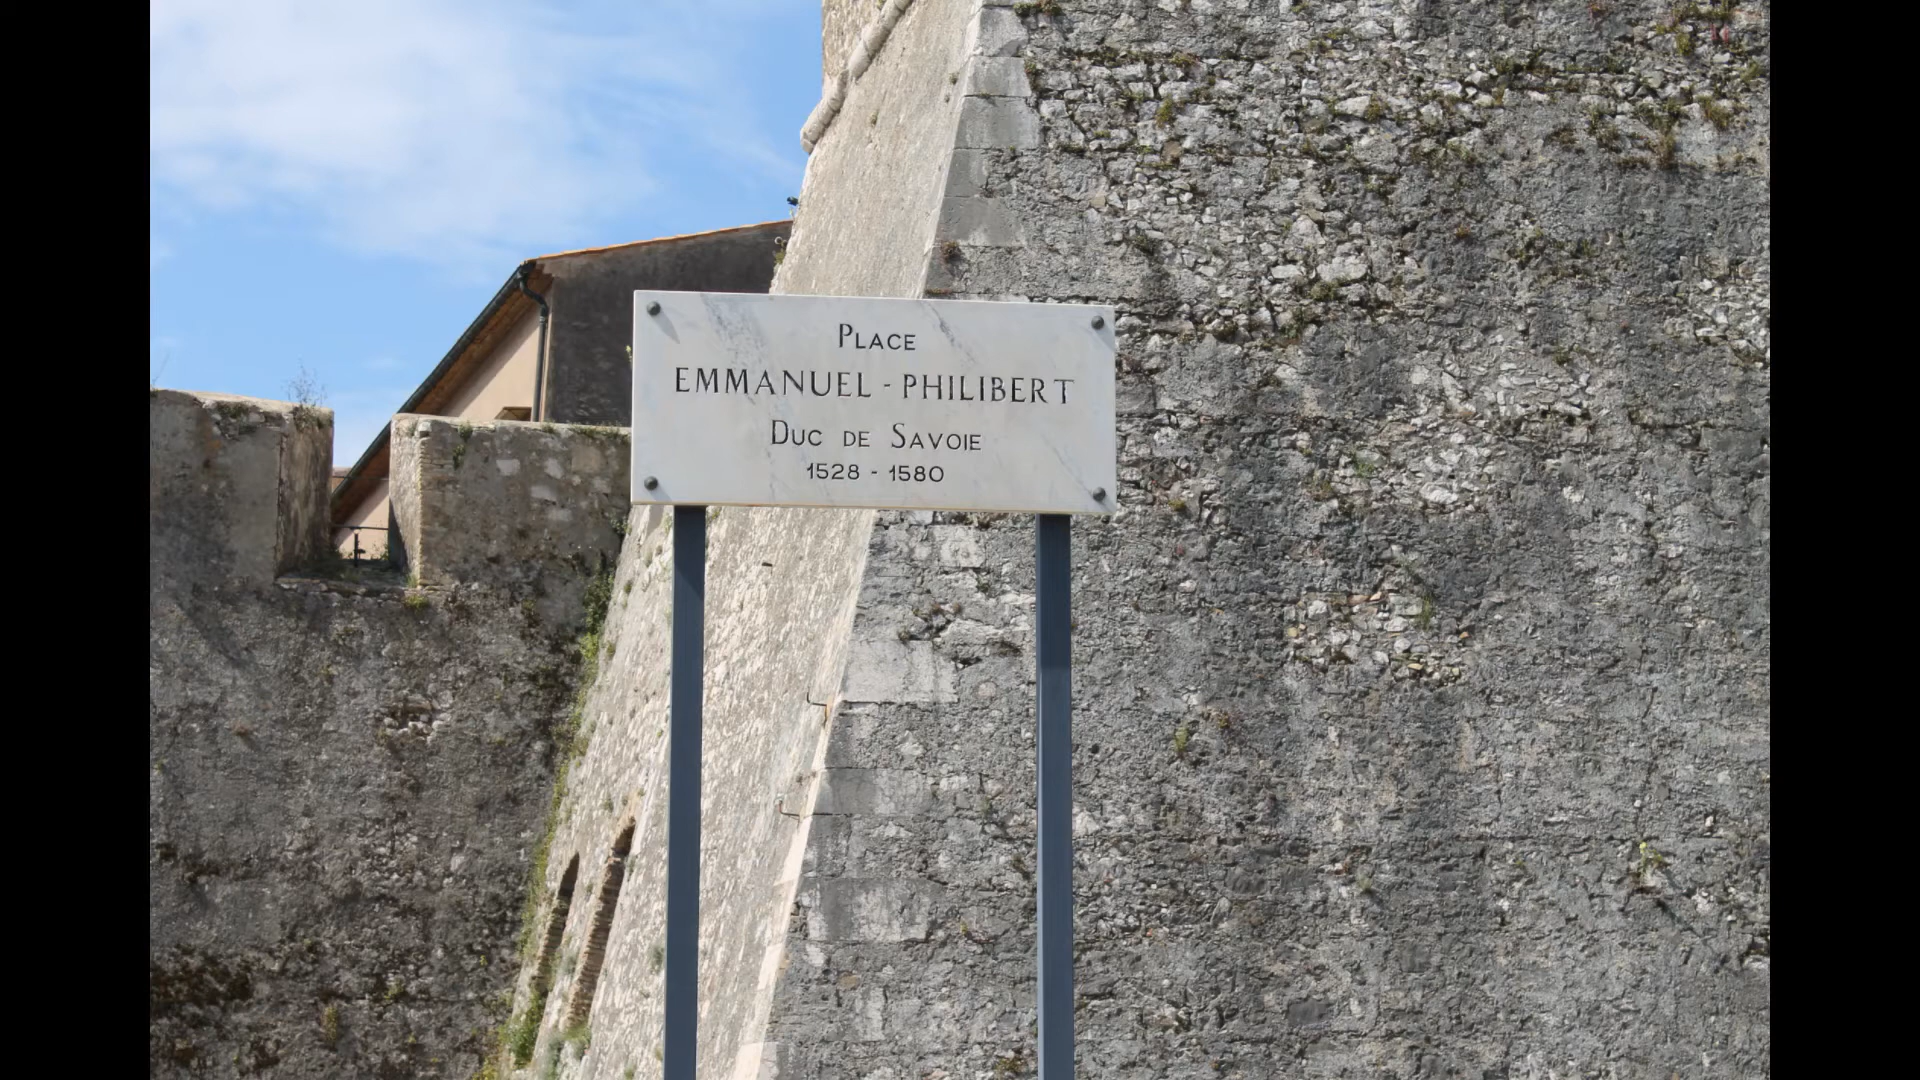 Place
EMMANUEL - PHILIBERT
Duc de Savoie
1528 - 1580